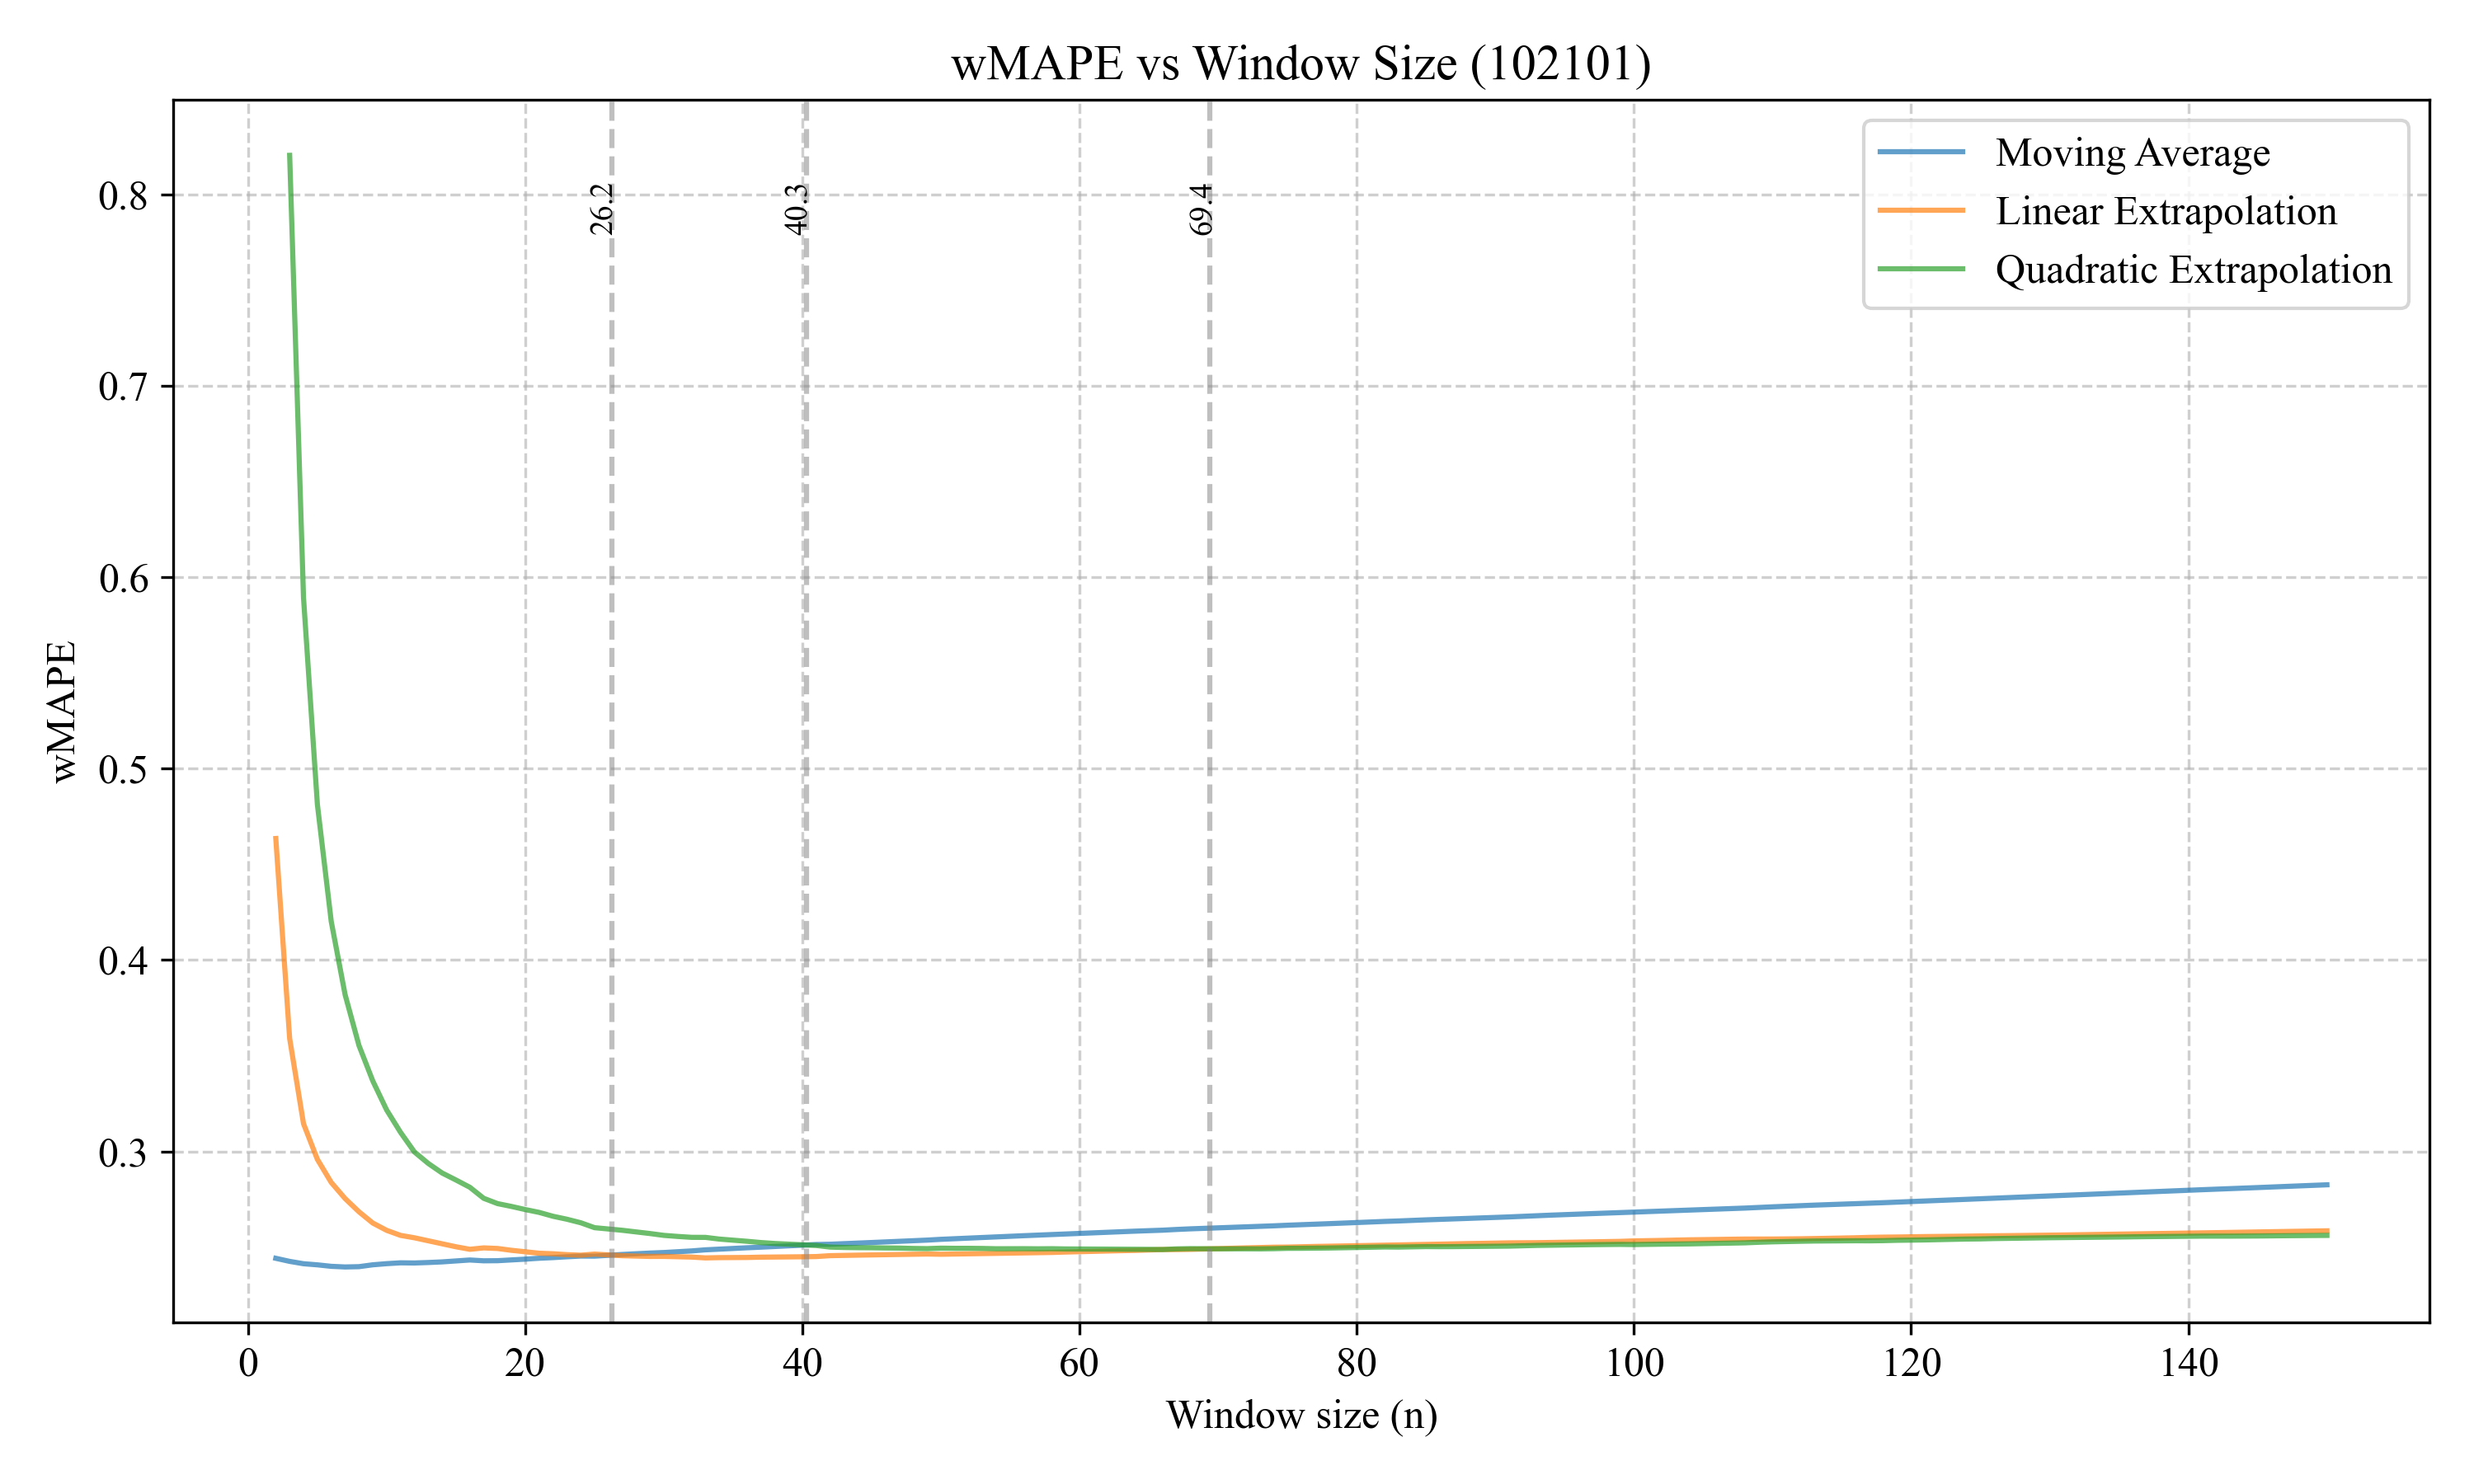 wMAPE vs Window Size (102101)
Moving Average
Linear Extrapolation
Quadratic Extrapolation
26.2
40.3
69.4
0.8
0.7
0.6
0.5
0.4
0.3
wMAPE
0 20 40 60 80 100 120 140
Window size (n)